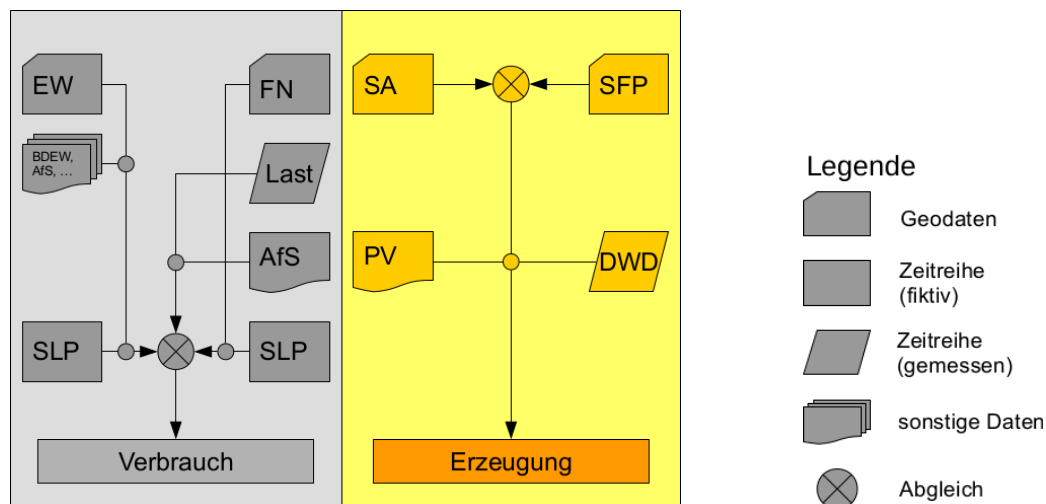 EW
FN
SA
SFP
BDEW,
AfS, ...
Last
AfS
PV
DWD
SLP
SLP
Verbrauch
Erzeugung
Legende
Geodaten
Zeitreihe
(fiktiv)
Zeitreihe
(gemessen)
sonstige Daten
Abgleich